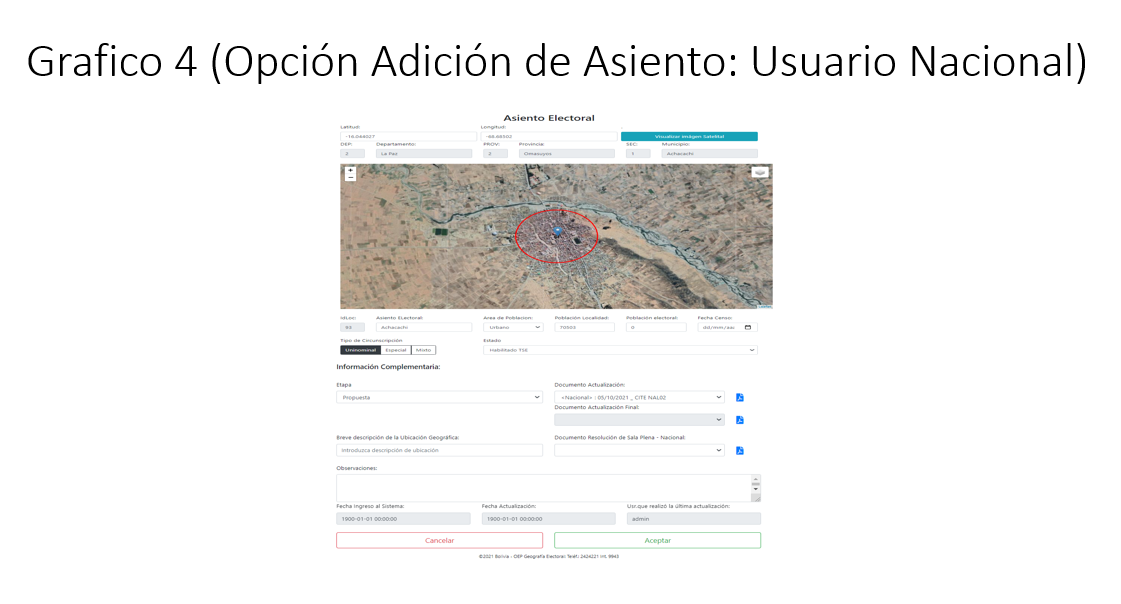 Grafico 4 (Opción Adición de Asiento: Usuario Nacional)
Asiento Electoral
Latitud: Longitud:
-16.044027 -68.68502 Visualizar Imágen Satelital
DEP: Departamento: PROV: Provincia: SEC: Municipio:
2 La Paz 2 Omasuyos 1 Achacachi
+
−
Leaflet
IdLoc: Asiento ELectoral: Area de Poblacion: Población Localidad: Población electoral: Fecha Censo:
93 Achacachi Urbano 70503 0 dd/mm/aaa
Tipo de Circunscripción Estado
Uninominal Especial Mixto Habilitado TSE
Información Complementaria:
Etapa Documento Actualización:
Propuesta <Nacional> : 05/10/2021 _ CITE NAL02
Documento Actualización Final:
Breve descripción de la Ubicación Geográfica: Documento Resolución de Sala Plena - Nacional:
Introduzca descripción de ubicación
Observaciones:
Fecha Ingreso al Sistema: Fecha Actualización: Usr.que realizó la última actualización:
1900-01-01 00:00:00 1900-01-01 00:00:00 admin
Cancelar Aceptar
©2021 Bolivia - OEP Geografía Electoral Teléf: 2424221 Int. 9943